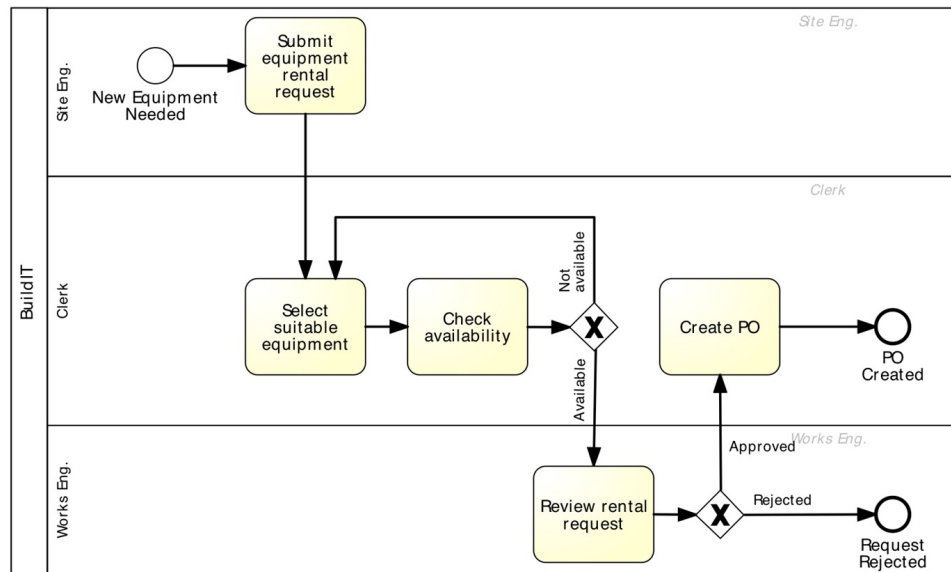 BuildIT
Site Eng.
Site Eng.
New Equipment
Needed
Submit
equipment
rental
request
Clerk
Clerk
Select
suitable
equipment
Check
availability
Not
available
Available
Create PO
PO
Created
Works Eng.
Works Eng.
Review rental
request
Approved
Rejected
Request
Rejected